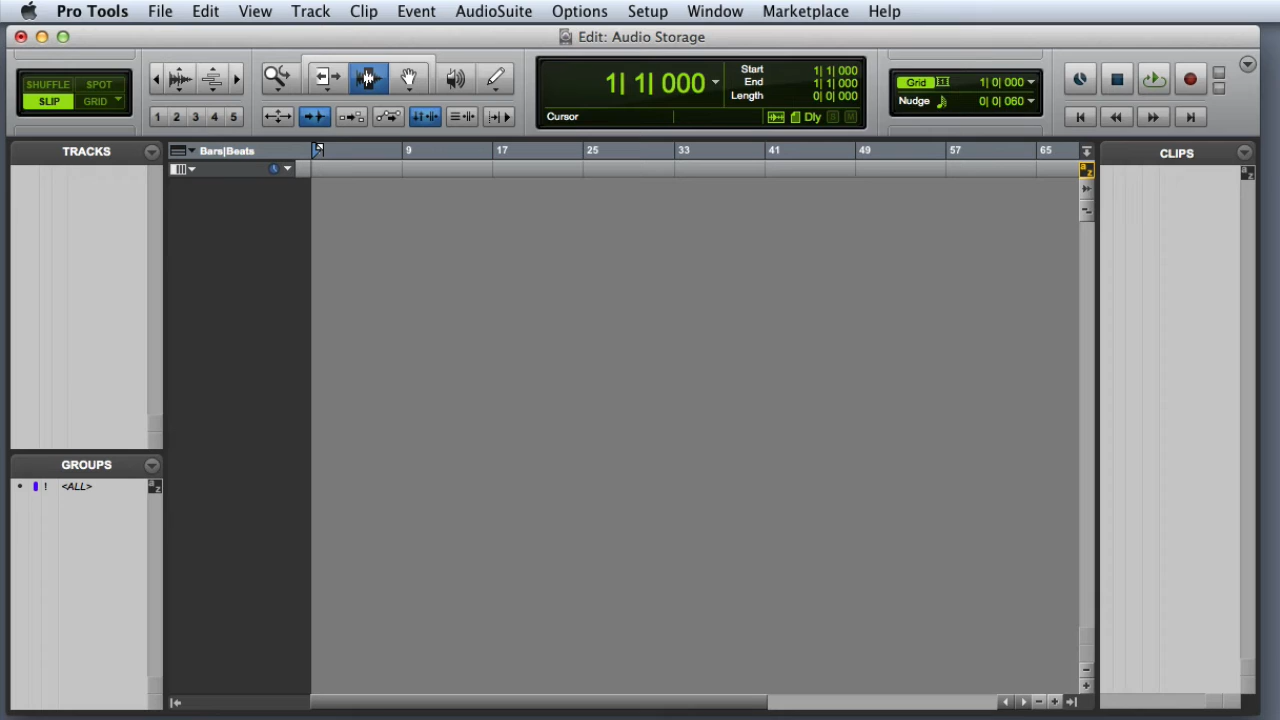 Pro Tools File Edit View Track Clip Event AudioSuite Options Setup Window Marketplace Help
Edit: Audio Storage
SHUFFLE SPOT
SLIP GRID
1 2 3 4 5
1| 1| 000
Start 1| 1| 000
End 1| 1| 000
Length 0| 0| 000
Cursor
Dly
S M
Grid 1| 0| 000
Nudge 0| 0| 060
TRACKS
Bars|Beats
9 17 25 33 41 49 57 65
CLIPS
a z
a z
GROUPS
! <ALL>
a z